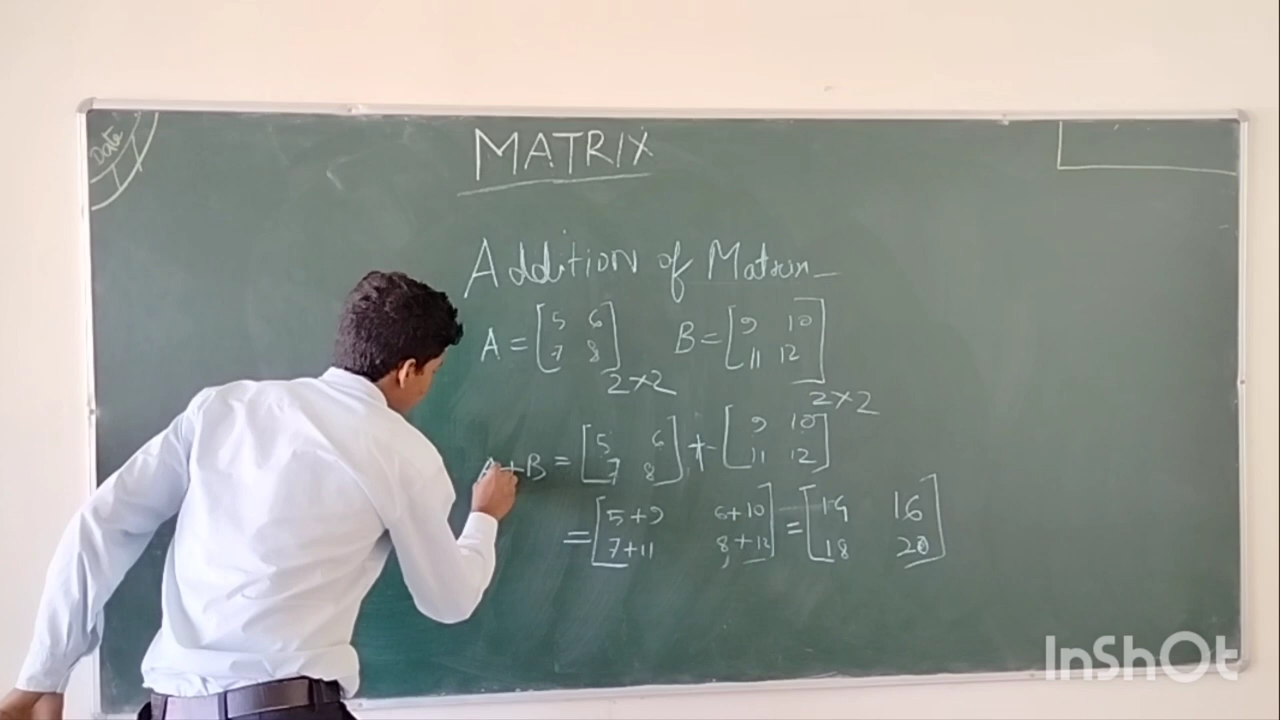 Date
MATRIX
Addition of Matrix
A = [5 6 B = [9 10
7 8] 11 12]
2×2 2×2
A+B = [5 6 + [9 10
7 8] 11 12]
= [5+9 6+10 = [14 16
7+11 8+12] 18 20]
InShOt